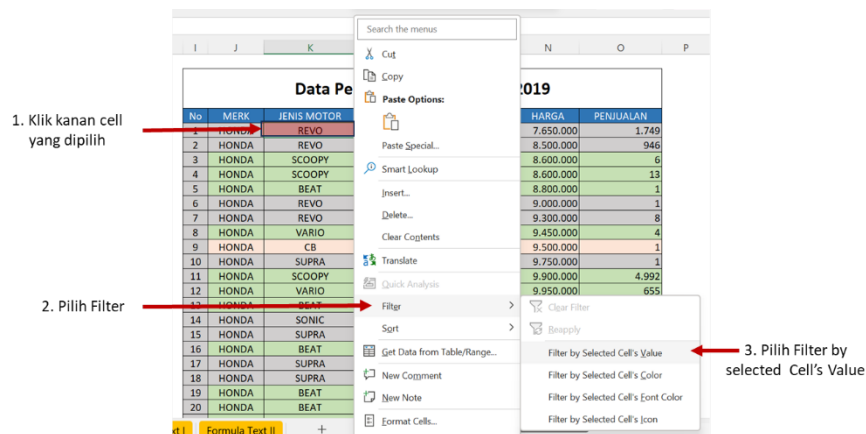 Search the menus
I J K N O P
Cut
Copy
Data Pe 2019
Paste Options:
1. Klik kanan cell
yang dipilih
No MERK JENIS MOTOR HARGA PENJUALAN
1 HONDA REVO 7.650.000 1.749
2 HONDA REVO Paste Special... 8.500.000 946
3 HONDA SCOOPY 8.600.000 6
4 HONDA SCOOPY Smart Lookup 8.600.000 13
5 HONDA BEAT Insert... 8.800.000 1
6 HONDA REVO 9.000.000 1
7 HONDA REVO Delete... 9.300.000 8
8 HONDA VARIO Clear Contents 9.450.000 4
9 HONDA CB 9.500.000 1
10 HONDA SUPRA Translate 9.750.000 1
11 HONDA SCOOPY Quick Analysis 9.900.000 4.992
12 HONDA VARIO 9.950.000 655
2. Pilih Filter
13 HONDA BEAT Filter > Clear Filter
14 HONDA SONIC Sort > Reapply
15 HONDA SUPRA
16 HONDA BEAT Get Data from Table/Range... Filter by Selected Cell's Value
3. Pilih Filter by
selected Cell's Value
17 HONDA SUPRA New Comment Filter by Selected Cell's Color
18 HONDA SUPRA
19 HONDA BEAT New Note Filter by Selected Cell's Font Color
20 HONDA BEAT Format Cells... Filter by Selected Cell's Icon
xt I Formula Text II +